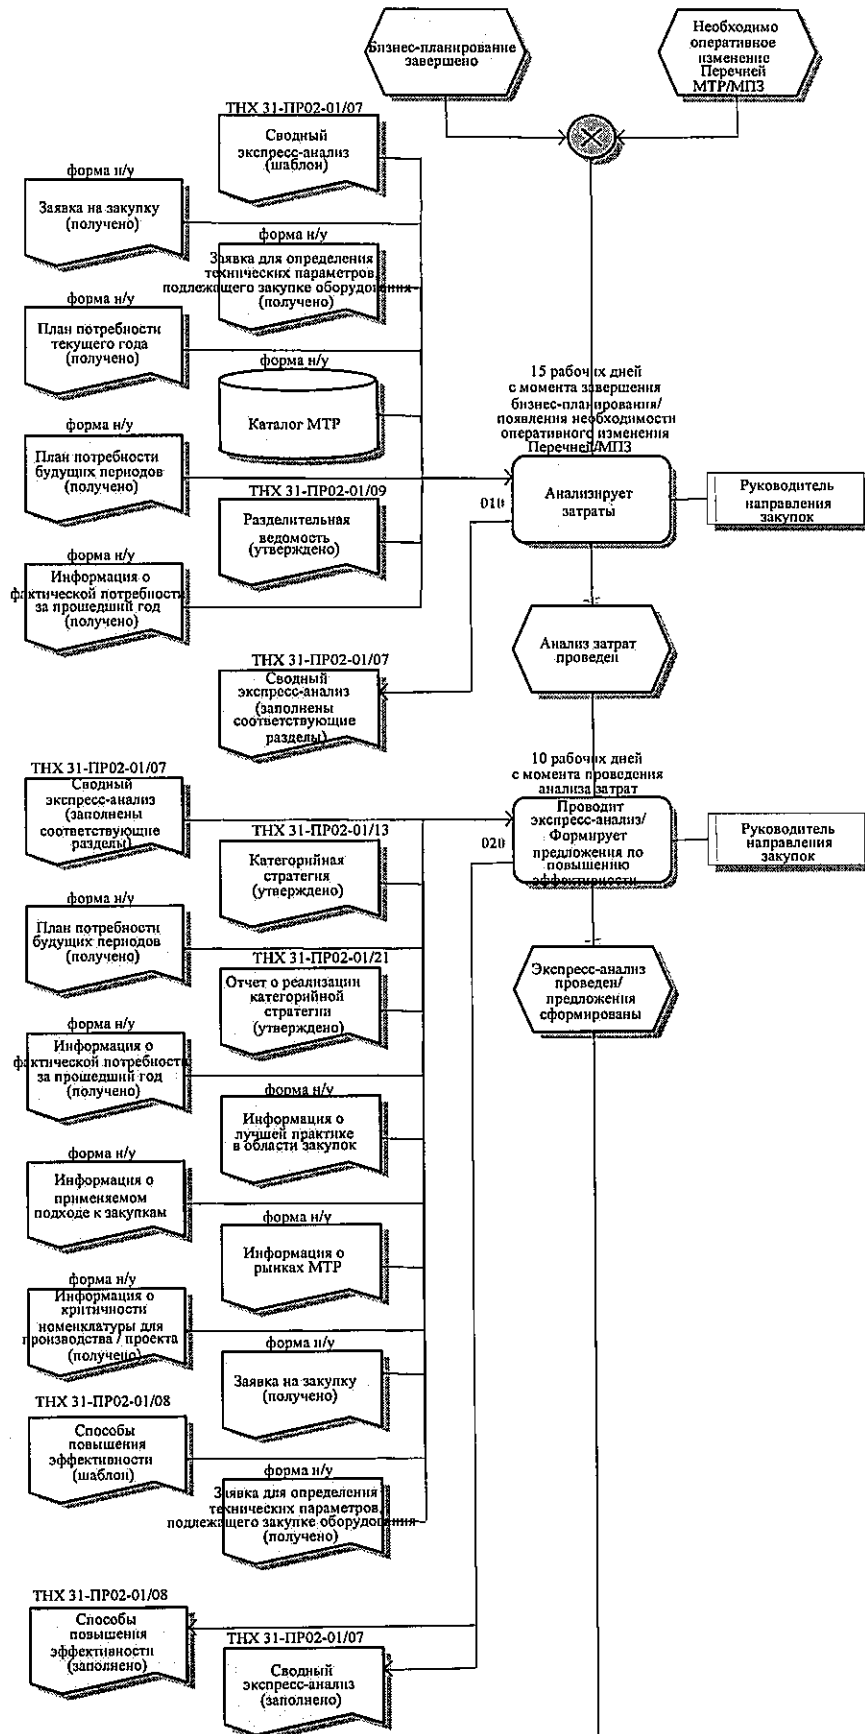 Бизнес-планирование
завершено
Необходимо
оперативное
изменение
Перечней
МТР/МПЗ
ТНХ 31-ПР02-01/07
Сводный
экспресс-анализ
(шаблон)
форма н/у
Заявка на закупку
(получено)
форма н/у
Заявка для определения
технических параметров,
подлежащего закупке оборудования
(получено)
форма н/у
План потребности
текущего года
(получено)
форма н/у
Каталог МТР
15 рабочих дней
с момента завершения
бизнес-планирования/
появления необходимости
оперативного изменения
Перечней/МПЗ
форма н/у
План потребности
будущих периодов
(получено)
010
Анализирует
затраты
Руководитель
направления
закупок
ТНХ 31-ПР02-01/09
Разделительная
ведомость
(утверждено)
форма н/у
Информация о
фактической потребности
за прошедший год
(получено)
Анализ затрат
проведен
ТНХ 31-ПР02-01/07
Сводный
экспресс-анализ
(заполнены
соответствующие
разделы)
10 рабочих дней
с момента проведения
анализа затрат
ТНХ 31-ПР02-01/07
Сводный
экспресс-анализ
(заполнены
соответствующие
разделы)
020
Проводит
экспресс-анализ/
Формирует
предложения по
повышению
эффективности
Руководитель
направления
закупок
ТНХ 31-ПР02-01/13
Категорийная
стратегия
(утверждено)
форма н/у
План потребности
будущих периодов
(получено)
ТНХ 31-ПР02-01/21
Отчет о реализации
категорийной
стратегии
(утверждено)
Экспресс-анализ
проведен/
предложения
сформированы
форма н/у
Информация о
фактической потребности
за прошедший год
(получено)
форма н/у
Информация о
лучшей практике
в области закупок
форма н/у
Информация о
применяемом
подходе к закупкам
форма н/у
Информация о
рынках МТР
форма н/у
Информация о
критичности
номенклатуры для
производства / проекта
(получено)
форма н/у
Заявка на закупку
(получено)
ТНХ 31-ПР02-01/08
Способы
повышения
эффективности
(шаблон)
форма н/у
Заявка для определения
технических параметров,
подлежащего закупке оборудования
(получено)
ТНХ 31-ПР02-01/08
Способы
повышения
эффективности
(заполнено)
ТНХ 31-ПР02-01/07
Сводный
экспресс-анализ
(заполнено)